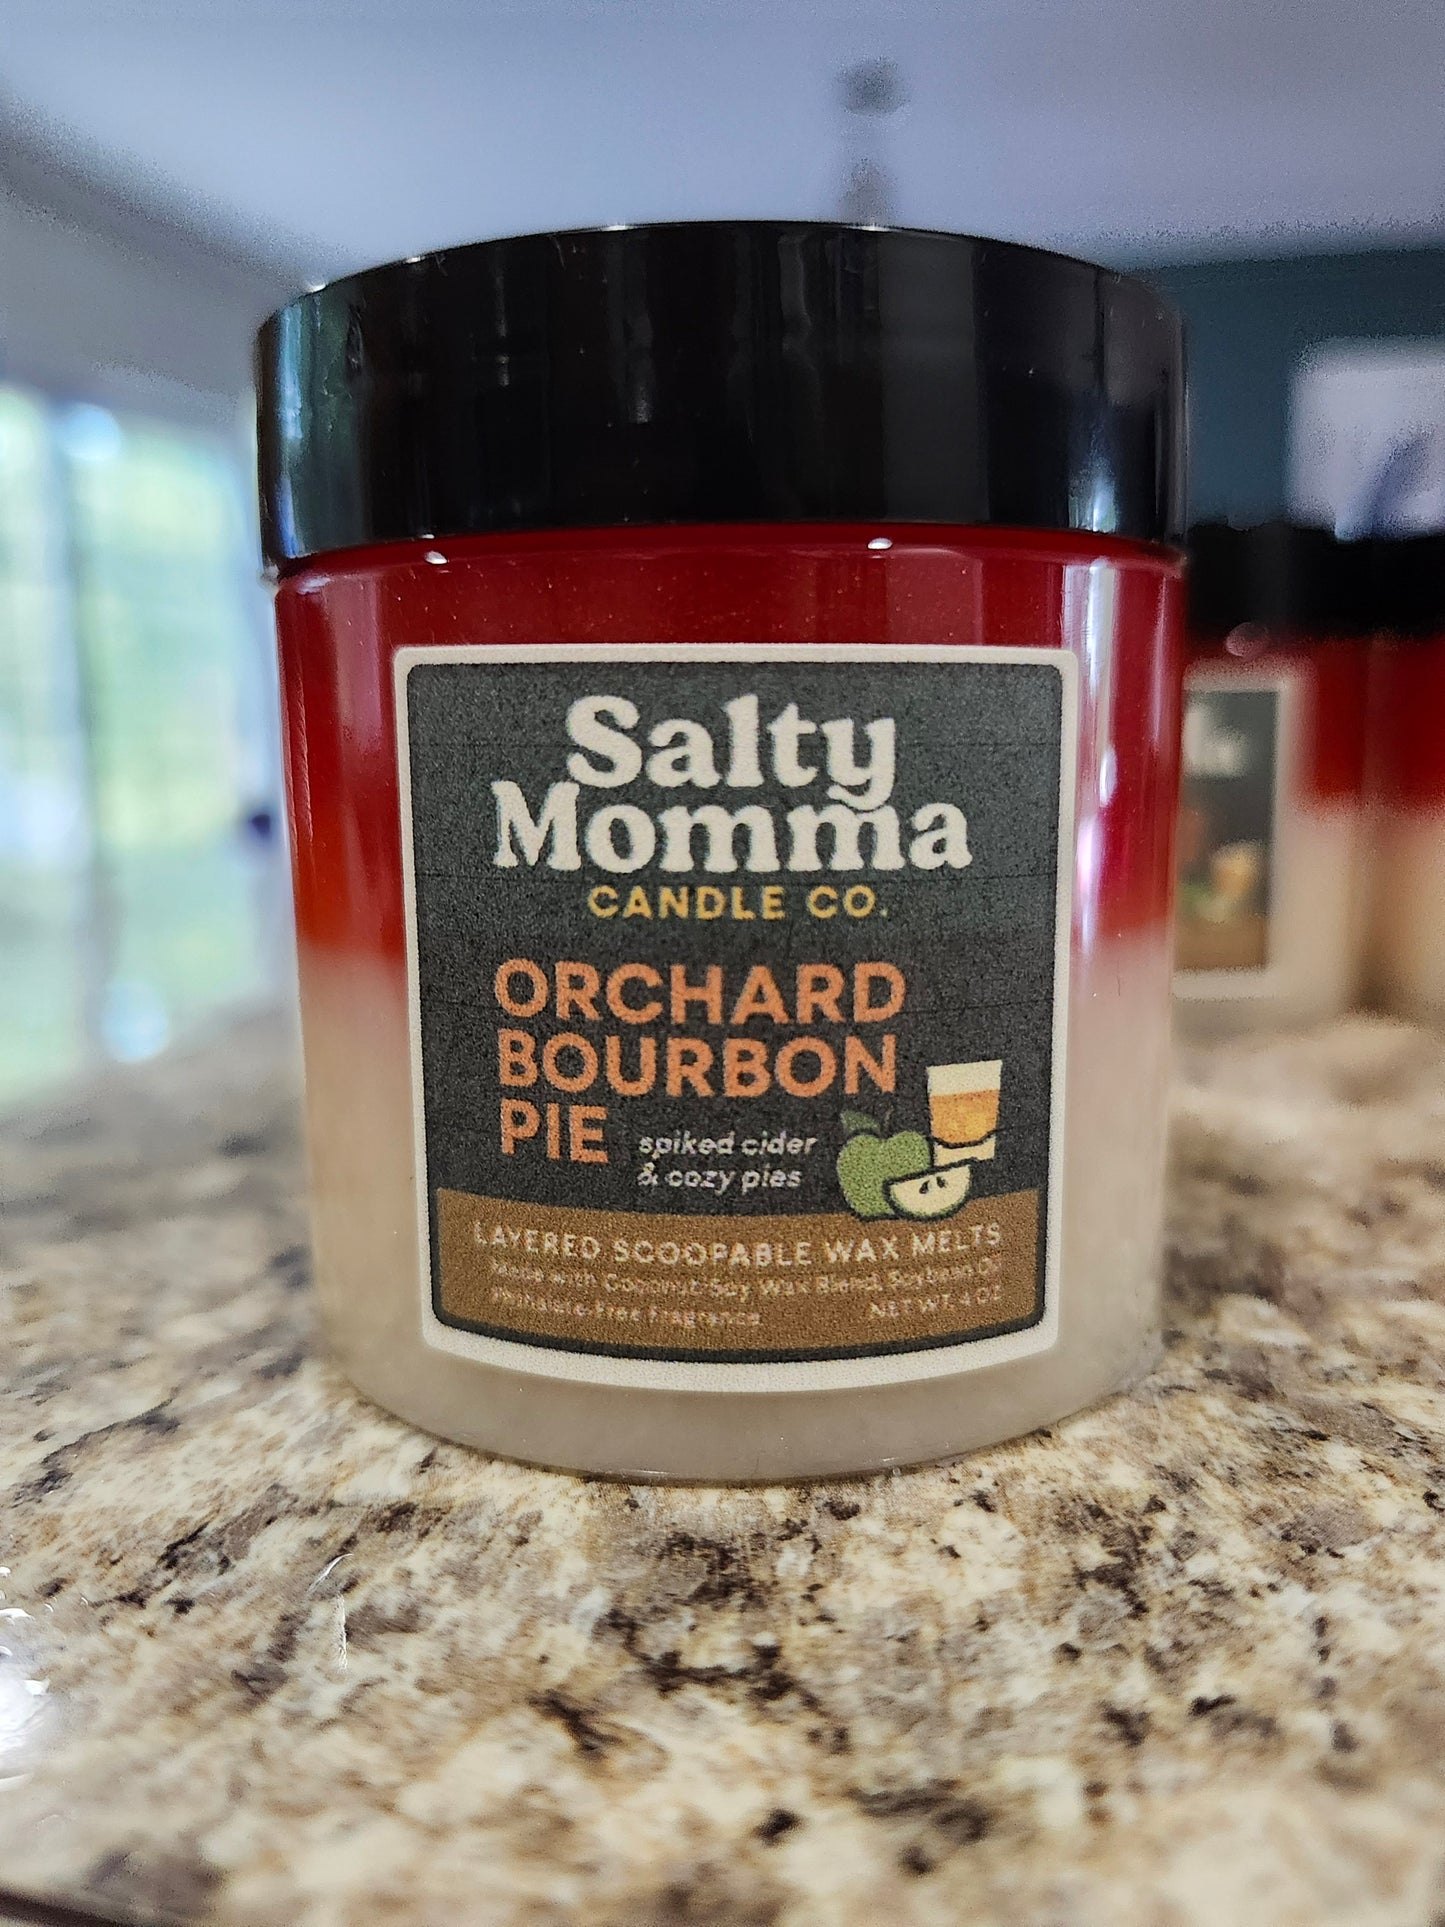 Salty
Momma
CANDLE CO.
ORCHARD
BOURBON
PIE
spiked cider
& cozy pies
LAYERED SCOOPABLE WAX MELTS
Made with Coconut/Soy Wax Blend, Soybean Oil
Phthalate-free fragrance
NET WT. 4 OZ